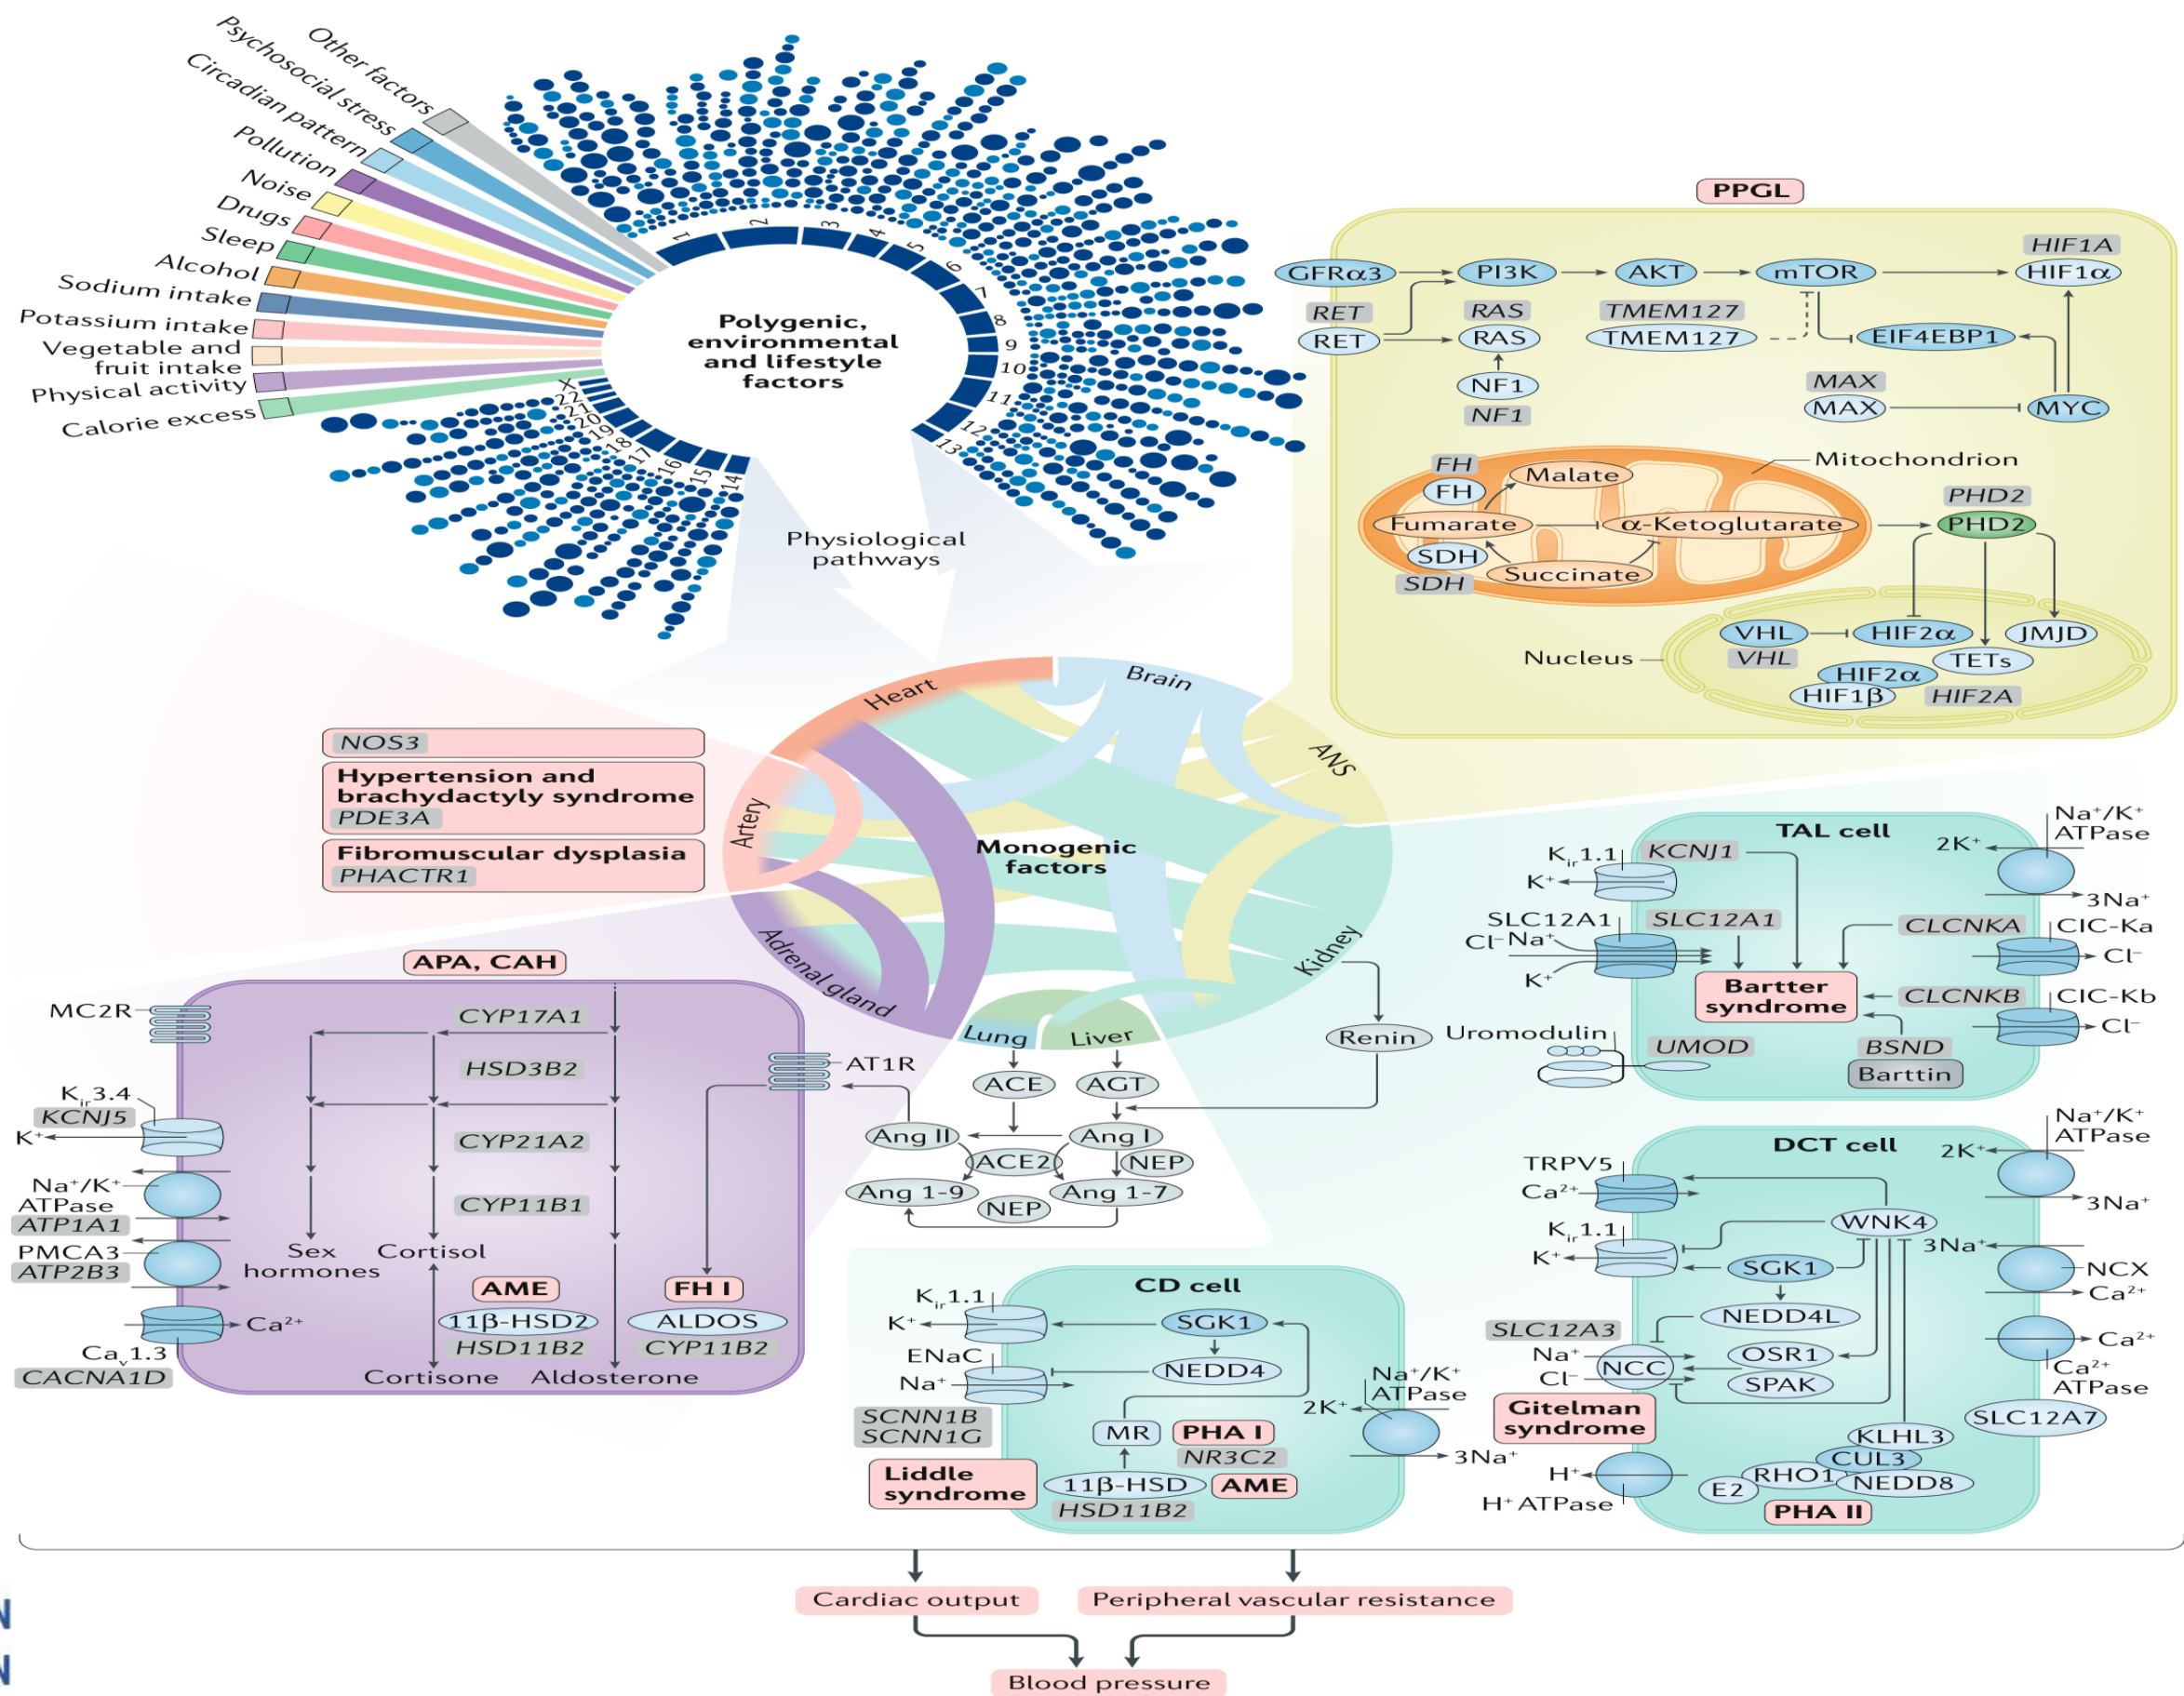 Other factors
Psychosocial stress
Circadian pattern
Pollution
Noise
Drugs
Sleep
Alcohol
Sodium intake
Potassium intake
Vegetable and
fruit intake
Physical activity
Calorie excess
1
2
3
4
5
6
7
8
9
10
11
12
13
14
15
16
17
18
19
20
21
22
X
Polygenic,
environmental
and lifestyle
factors
Physiological
pathways
PPGL
HIF1A
GFRα3
PI3K
AKT
mTOR
HIF1α
RET
RAS
TMEM127
RET
RAS
TMEM127
EIF4EBP1
NF1
NF1
MAX
MAX
MYC
Mitochondrion
FH
FH
Malate
Fumarate
α-Ketoglutarate
SDH
SDH
Succinate
PHD2
PHD2
Nucleus
VHL
VHL
HIF2α
JMJD
TETs
HIF2α
HIF1β
HIF2A
Heart
Brain
ANS
Artery
Adrenal gland
Kidney
Lung
Liver
Monogenic
factors
NOS3
Hypertension and
brachydactyly syndrome
PDE3A
Fibromuscular dysplasia
PHACTR1
APA, CAH
MC2R
CYP17A1
HSD3B2
CYP21A2
CYP11B1
AT1R
Kir3.4
KCNJ5
K⁺
Na⁺/K⁺
ATPase
ATP1A1
PMCA3
ATP2B3
Ca²⁺
Cav1.3
CACNA1D
Sex
hormones
Cortisol
AME
11β-HSD2
HSD11B2
FH I
ALDOS
CYP11B2
Cortisone
Aldosterone
Renin
ACE
AGT
Ang II
Ang I
ACE2
NEP
Ang 1-9
NEP
Ang 1-7
TAL cell
Kir1.1
K⁺
KCNJ1
Na⁺/K⁺
ATPase
2K⁺
3Na⁺
SLC12A1
SLC12A1
Cl⁻
Na⁺
K⁺
CLCNKA
ClC-Ka
Cl⁻
Bartter
syndrome
CLCNKB
ClC-Kb
Cl⁻
Uromodulin
UMOD
BSND
Barttin
DCT cell
Na⁺/K⁺
ATPase
2K⁺
3Na⁺
TRPV5
Ca²⁺
Kir1.1
K⁺
WNK4
SGK1
3Na⁺
NCX
Ca²⁺
NEDD4L
SLC12A3
Na⁺
Cl⁻
NCC
OSR1
SPAK
Ca²⁺
Ca²⁺
ATPase
Gitelman
syndrome
SLC12A7
KLHL3
CUL3
RHO1
NEDD8
E2
H⁺
H⁺ ATPase
PHA II
CD cell
Kir1.1
K⁺
SGK1
ENaC
Na⁺
NEDD4
SCNN1B
SCNN1G
MR
PHA I
NR3C2
Na⁺/K⁺
ATPase
2K⁺
3Na⁺
Liddle
syndrome
11β-HSD
AME
HSD11B2
Cardiac output
Peripheral vascular resistance
Blood pressure
N
N